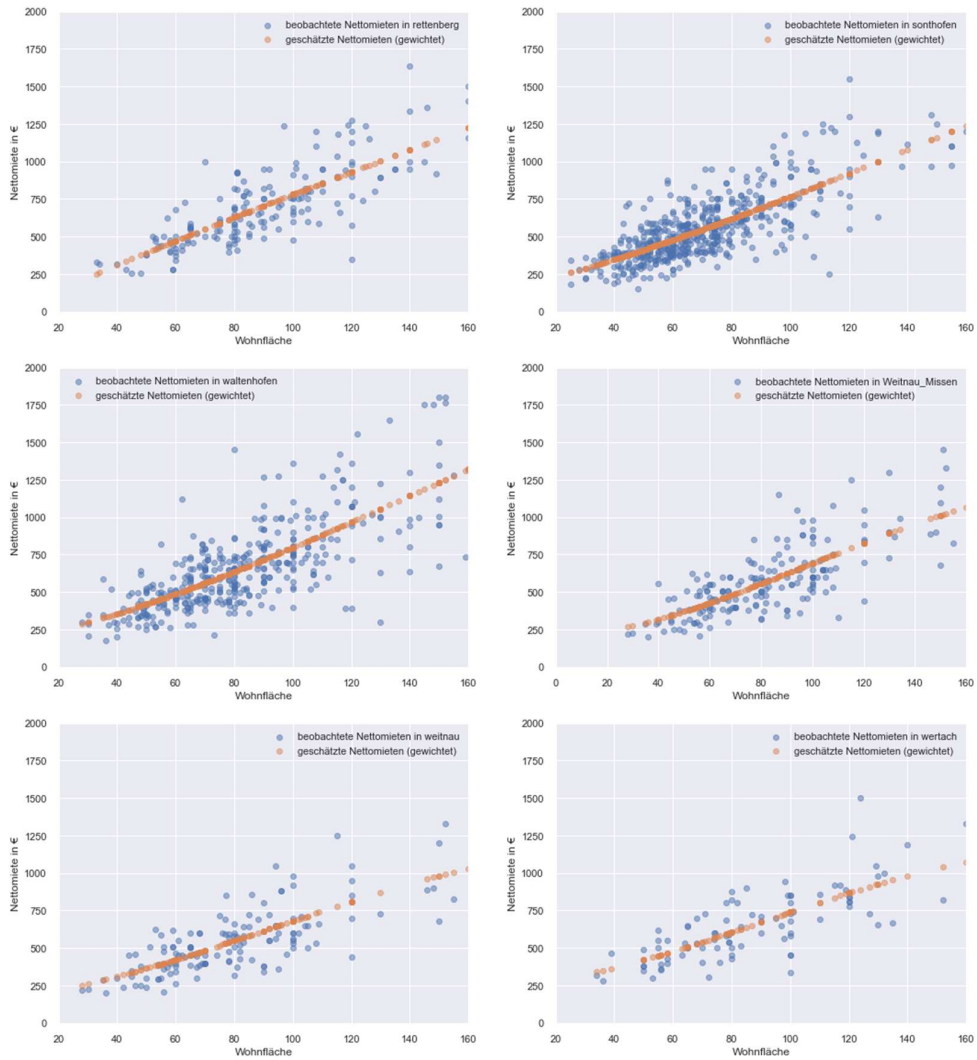 beobachtete Nettomieten in rettenberg
geschätzte Nettomieten (gewichtet)
Nettomiete in €
2000
1750
1500
1250
1000
750
500
250
0
20 40 60 80 100 120 140 160
Wohnfläche
beobachtete Nettomieten in sonthofen
geschätzte Nettomieten (gewichtet)
Nettomiete in €
2000
1750
1500
1250
1000
750
500
250
0
20 40 60 80 100 120 140 160
Wohnfläche
beobachtete Nettomieten in waltenhofen
geschätzte Nettomieten (gewichtet)
Nettomiete in €
2000
1750
1500
1250
1000
750
500
250
0
20 40 60 80 100 120 140 160
Wohnfläche
beobachtete Nettomieten in Weitnau_Missen
geschätzte Nettomieten (gewichtet)
Nettomiete in €
2000
1750
1500
1250
1000
750
500
250
0
0 20 40 60 80 100 120 140 160
Wohnfläche
beobachtete Nettomieten in weitnau
geschätzte Nettomieten (gewichtet)
Nettomiete in €
2000
1750
1500
1250
1000
750
500
250
0
20 40 60 80 100 120 140 160
Wohnfläche
beobachtete Nettomieten in wertach
geschätzte Nettomieten (gewichtet)
Nettomiete in €
2000
1750
1500
1250
1000
750
500
250
0
20 40 60 80 100 120 140 160
Wohnfläche